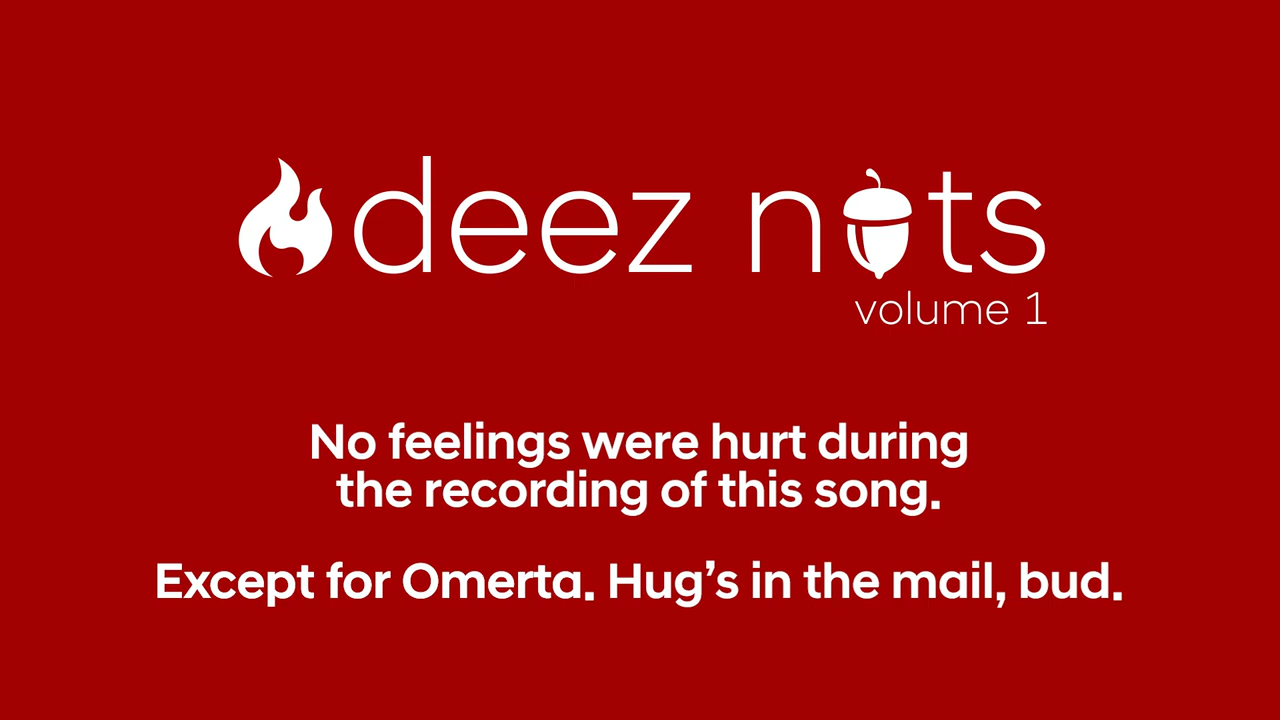 deez nuts
volume 1
No feelings were hurt during
the recording of this song.
Except for Omerta. Hug's in the mail, bud.